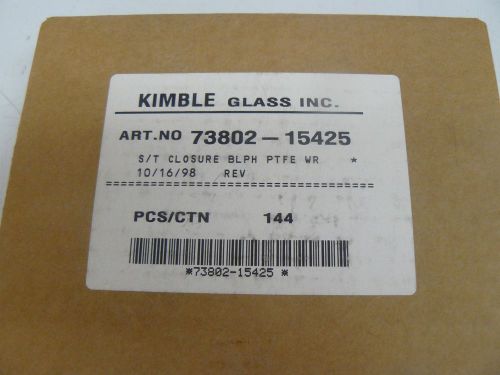 KIMBLE GLASS INC.
ART.NO 73802-15425
S/T CLOSURE BLPH PTFE WR *
10/16/98 REV
PCS/CTN 144
*73802-15425 *